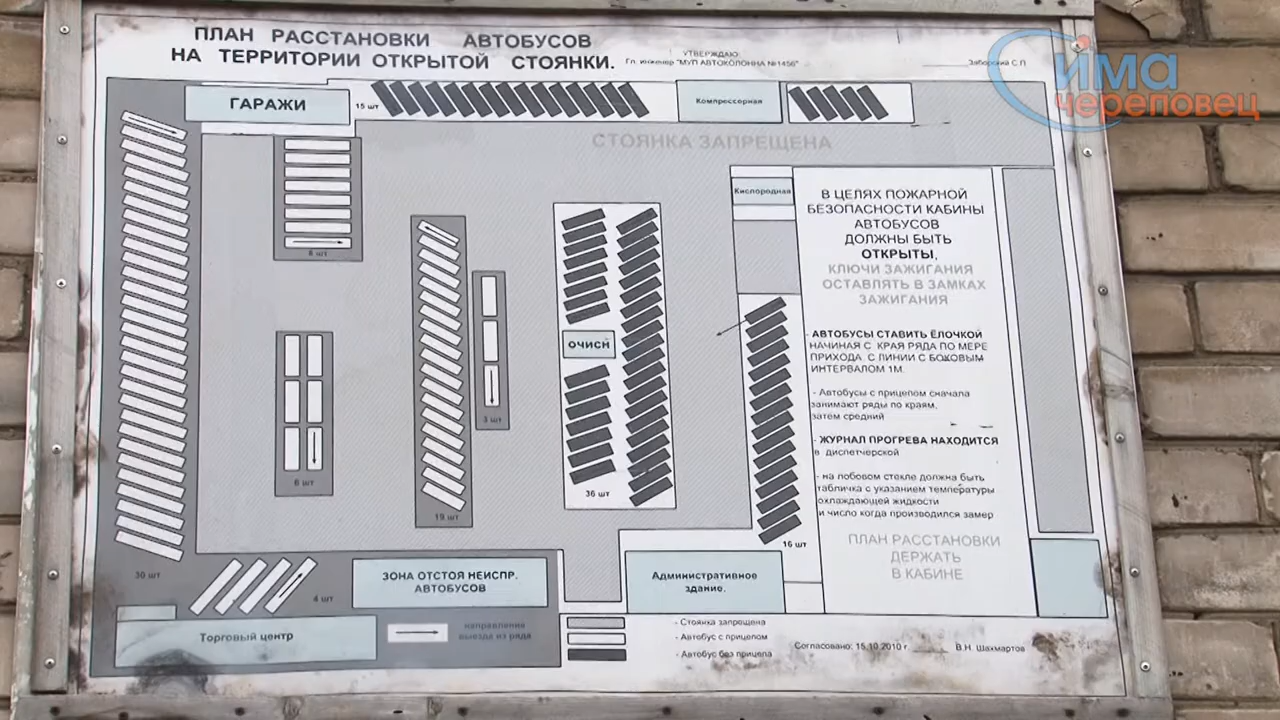 ПЛАН РАССТАНОВКИ АВТОБУСОВ
НА ТЕРРИТОРИИ ОТКРЫТОЙ СТОЯНКИ.
УТВЕРЖДАЮ:
Гл. инженер "МУП АВТОКОЛОННА №1456"
Заборский С.П
има
череповец
ГАРАЖИ
15 шт
Компрессорная
СТОЯНКА ЗАПРЕЩЕНА
Кислородная
В ЦЕЛЯХ ПОЖАРНОЙ
БЕЗОПАСНОСТИ КАБИНЫ
АВТОБУСОВ
ДОЛЖНЫ БЫТЬ
ОТКРЫТЫ,
КЛЮЧИ ЗАЖИГАНИЯ
ОСТАВЛЯТЬ В ЗАМКАХ
ЗАЖИГАНИЯ
- АВТОБУСЫ СТАВИТЬ ЁЛОЧКОЙ
НАЧИНАЯ С КРАЯ РЯДА ПО МЕРЕ
ПРИХОДА С ЛИНИИ С БОКОВЫМ
ИНТЕРВАЛОМ 1М.
- Автобусы с прицепом сначала
занимают ряды по краям,
затем средний
- ЖУРНАЛ ПРОГРЕВА НАХОДИТСЯ
в диспетчерской
- на лобовом стекле должна быть
табличка с указанием температуры
охлаждающей жидкости
и число когда производился замер
ПЛАН РАССТАНОВКИ
ДЕРЖАТЬ
В КАБИНЕ
8 шт
ОЧИСН
3 шт
6 шт
36 шт
19 шт
16 шт
30 шт
4 шт
ЗОНА ОТСТОЯ НЕИСПР.
АВТОБУСОВ
Административное
здание.
Торговый центр
направление
выезда из ряда
- Стоянка запрещена
- Автобус с прицепом
- Автобус без прицепа
Согласовано: 15.10.2010 г.
В.Н. Шахмартов